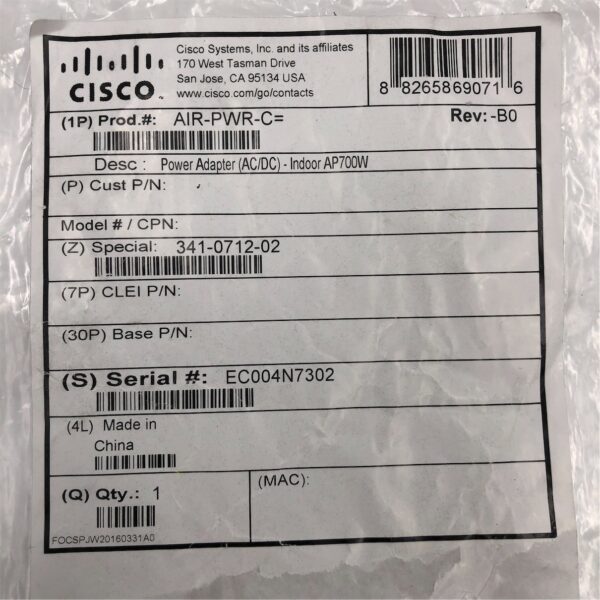 CISCO
Cisco Systems, Inc. and its affiliates
170 West Tasman Drive
San Jose, CA 95134 USA
www.cisco.com/go/contacts
8 8265869071 6
(1P) Prod.#: AIR-PWR-C=
Rev: -B0
Desc : Power Adapter (AC/DC) - Indoor AP700W
(P) Cust P/N:
Model # / CPN:
(Z) Special: 341-0712-02
(7P) CLEI P/N:
(30P) Base P/N:
(S) Serial #: EC004N7302
(4L) Made in
China
(Q) Qty.: 1
(MAC):
FOCSPJW20160331A0